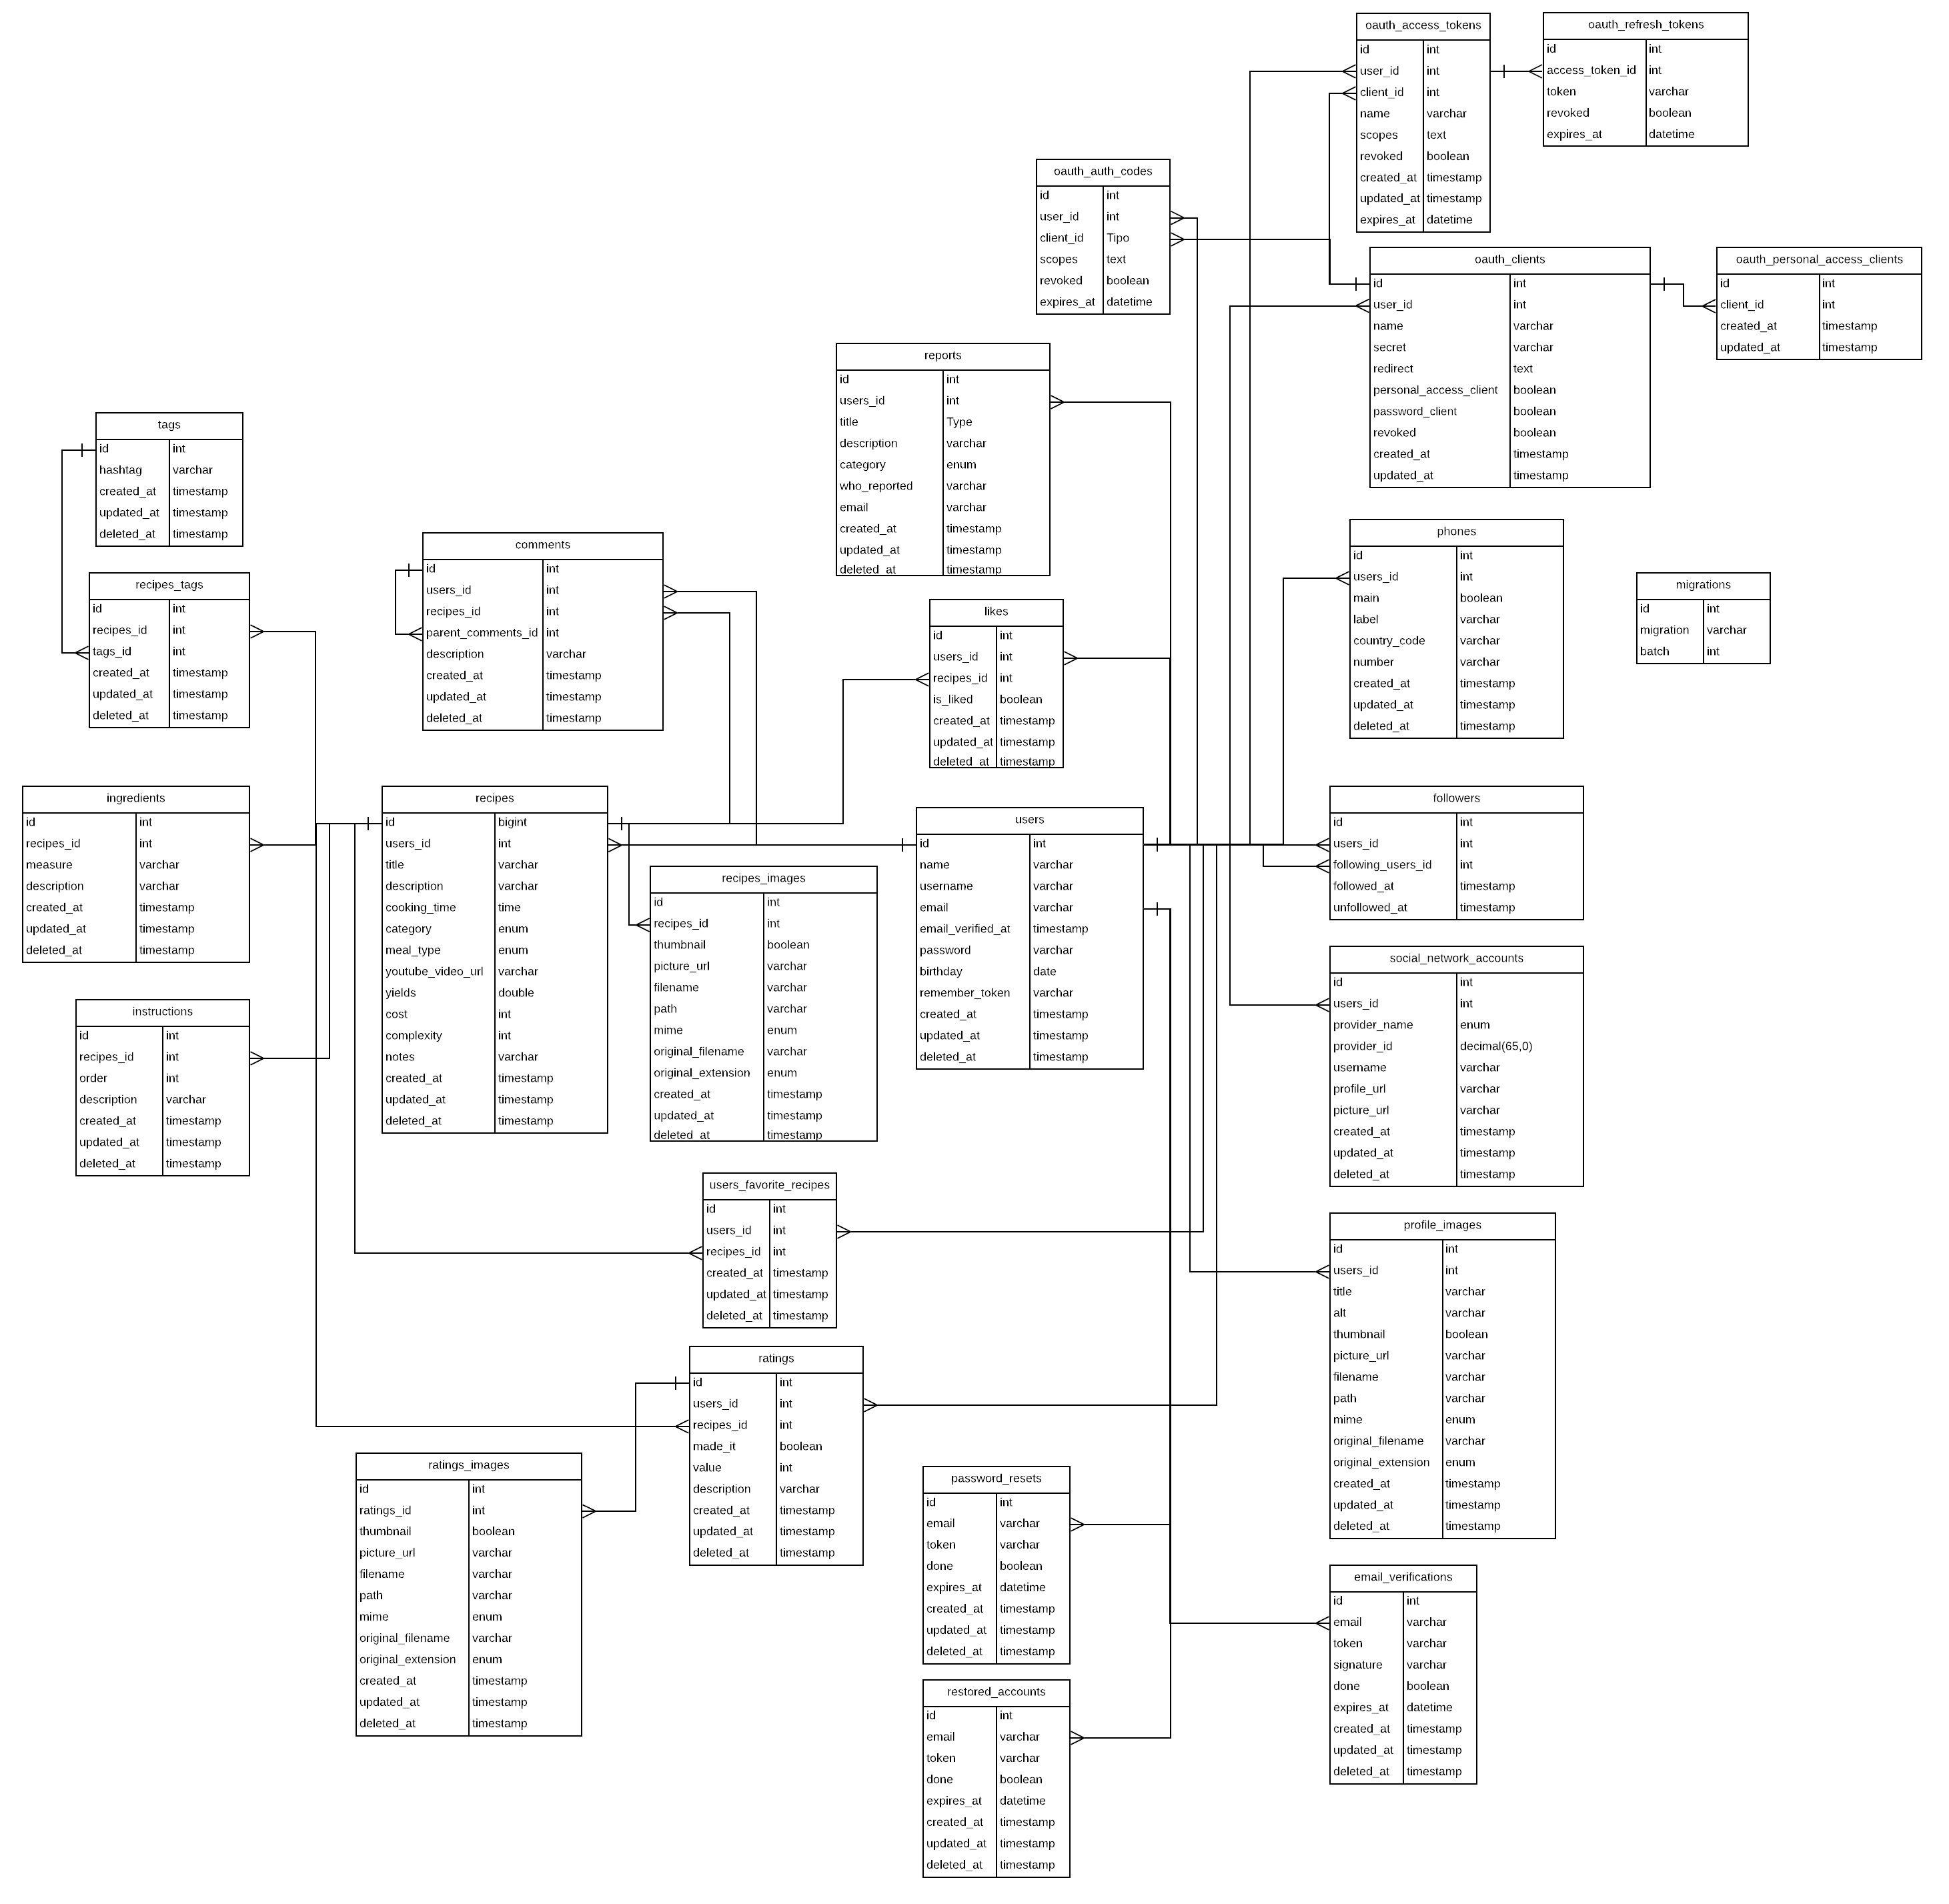 oauth_access_tokens
id int
user_id int
client_id int
name varchar
scopes text
revoked boolean
created_at timestamp
updated_at timestamp
expires_at datetime
oauth_refresh_tokens
id int
access_token_id int
token varchar
revoked boolean
expires_at datetime
oauth_auth_codes
id int
user_id int
client_id Tipo
scopes text
revoked boolean
expires_at datetime
oauth_clients
id int
user_id int
name varchar
secret varchar
redirect text
personal_access_client boolean
password_client boolean
revoked boolean
created_at timestamp
updated_at timestamp
oauth_personal_access_clients
id int
client_id int
created_at timestamp
updated_at timestamp
reports
id int
users_id int
title Type
description varchar
category enum
who_reported varchar
email varchar
created_at timestamp
updated_at timestamp
deleted_at timestamp
tags
id int
hashtag varchar
created_at timestamp
updated_at timestamp
deleted_at timestamp
comments
id int
users_id int
recipes_id int
parent_comments_id int
description varchar
created_at timestamp
updated_at timestamp
deleted_at timestamp
phones
id int
users_id int
main boolean
label varchar
country_code varchar
number varchar
created_at timestamp
updated_at timestamp
deleted_at timestamp
recipes_tags
id int
recipes_id int
tags_id int
created_at timestamp
updated_at timestamp
deleted_at timestamp
likes
id int
users_id int
recipes_id int
is_liked boolean
created_at timestamp
updated_at timestamp
deleted_at timestamp
migrations
id int
migration varchar
batch int
ingredients
id int
recipes_id int
measure varchar
description varchar
created_at timestamp
updated_at timestamp
deleted_at timestamp
recipes
id bigint
users_id int
title varchar
description varchar
cooking_time time
category enum
meal_type enum
youtube_video_url varchar
yields double
cost int
complexity int
notes varchar
created_at timestamp
updated_at timestamp
deleted_at timestamp
recipes_images
id int
recipes_id int
thumbnail boolean
picture_url varchar
filename varchar
path varchar
mime enum
original_filename varchar
original_extension enum
created_at timestamp
updated_at timestamp
deleted_at timestamp
users
id int
name varchar
username varchar
email varchar
email_verified_at timestamp
password varchar
birthday date
remember_token varchar
created_at timestamp
updated_at timestamp
deleted_at timestamp
followers
id int
users_id int
following_users_id int
followed_at timestamp
unfollowed_at timestamp
social_network_accounts
id int
users_id int
provider_name enum
provider_id decimal(65,0)
username varchar
profile_url varchar
picture_url varchar
created_at timestamp
updated_at timestamp
deleted_at timestamp
instructions
id int
recipes_id int
order int
description varchar
created_at timestamp
updated_at timestamp
deleted_at timestamp
users_favorite_recipes
id int
users_id int
recipes_id int
created_at timestamp
updated_at timestamp
deleted_at timestamp
profile_images
id int
users_id int
title varchar
alt varchar
thumbnail boolean
picture_url varchar
filename varchar
path varchar
mime enum
original_filename varchar
original_extension enum
created_at timestamp
updated_at timestamp
deleted_at timestamp
ratings
id int
users_id int
recipes_id int
made_it boolean
value int
description varchar
created_at timestamp
updated_at timestamp
deleted_at timestamp
ratings_images
id int
ratings_id int
thumbnail boolean
picture_url varchar
filename varchar
path varchar
mime enum
original_filename varchar
original_extension enum
created_at timestamp
updated_at timestamp
deleted_at timestamp
password_resets
id int
email varchar
token varchar
done boolean
expires_at datetime
created_at timestamp
updated_at timestamp
deleted_at timestamp
email_verifications
id int
email varchar
token varchar
signature varchar
done boolean
expires_at datetime
created_at timestamp
updated_at timestamp
deleted_at timestamp
restored_accounts
id int
email varchar
token varchar
done boolean
expires_at datetime
created_at timestamp
updated_at timestamp
deleted_at timestamp